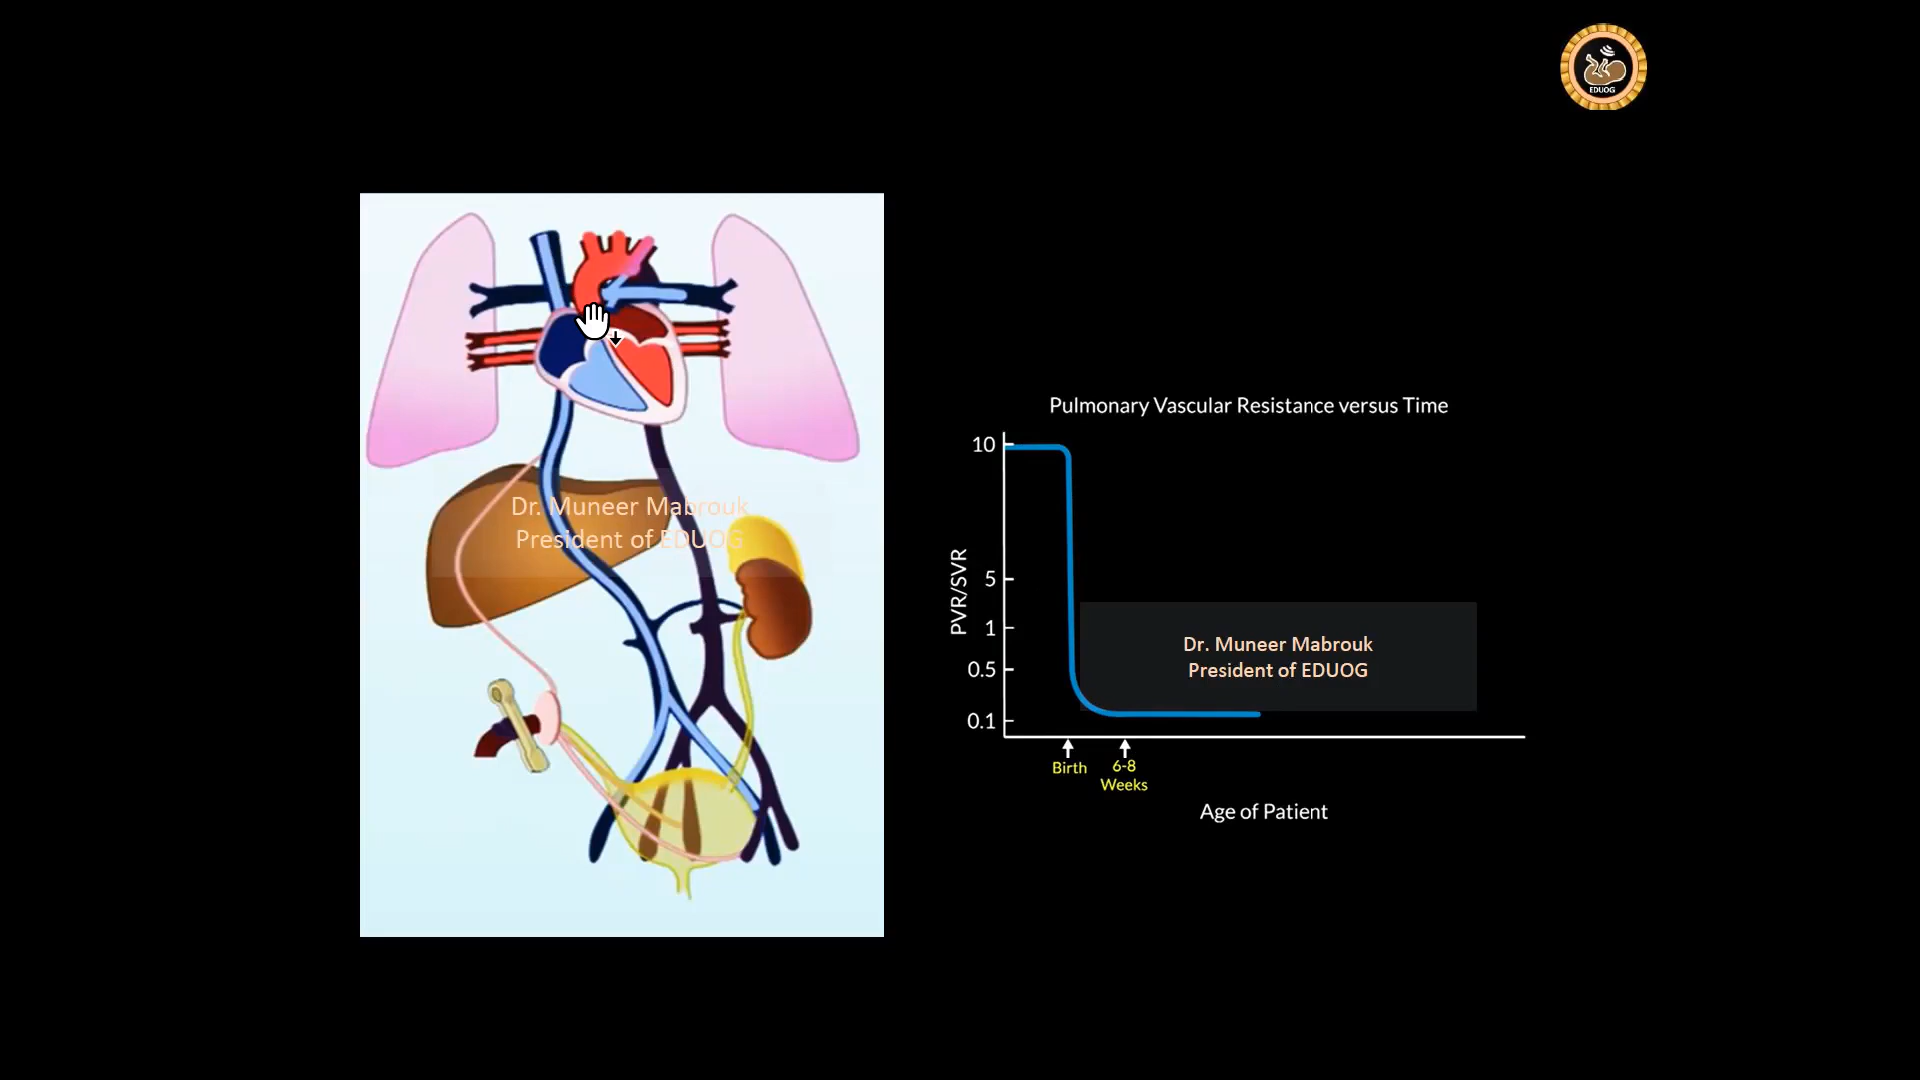 EDUOG
Dr. Muneer Mabrouk
President of EDUOG
Pulmonary Vascular Resistance versus Time
10
5
1
0.5
0.1
PVR/SVR
Dr. Muneer Mabrouk
President of EDUOG
Birth
6-8
Weeks
Age of Patient